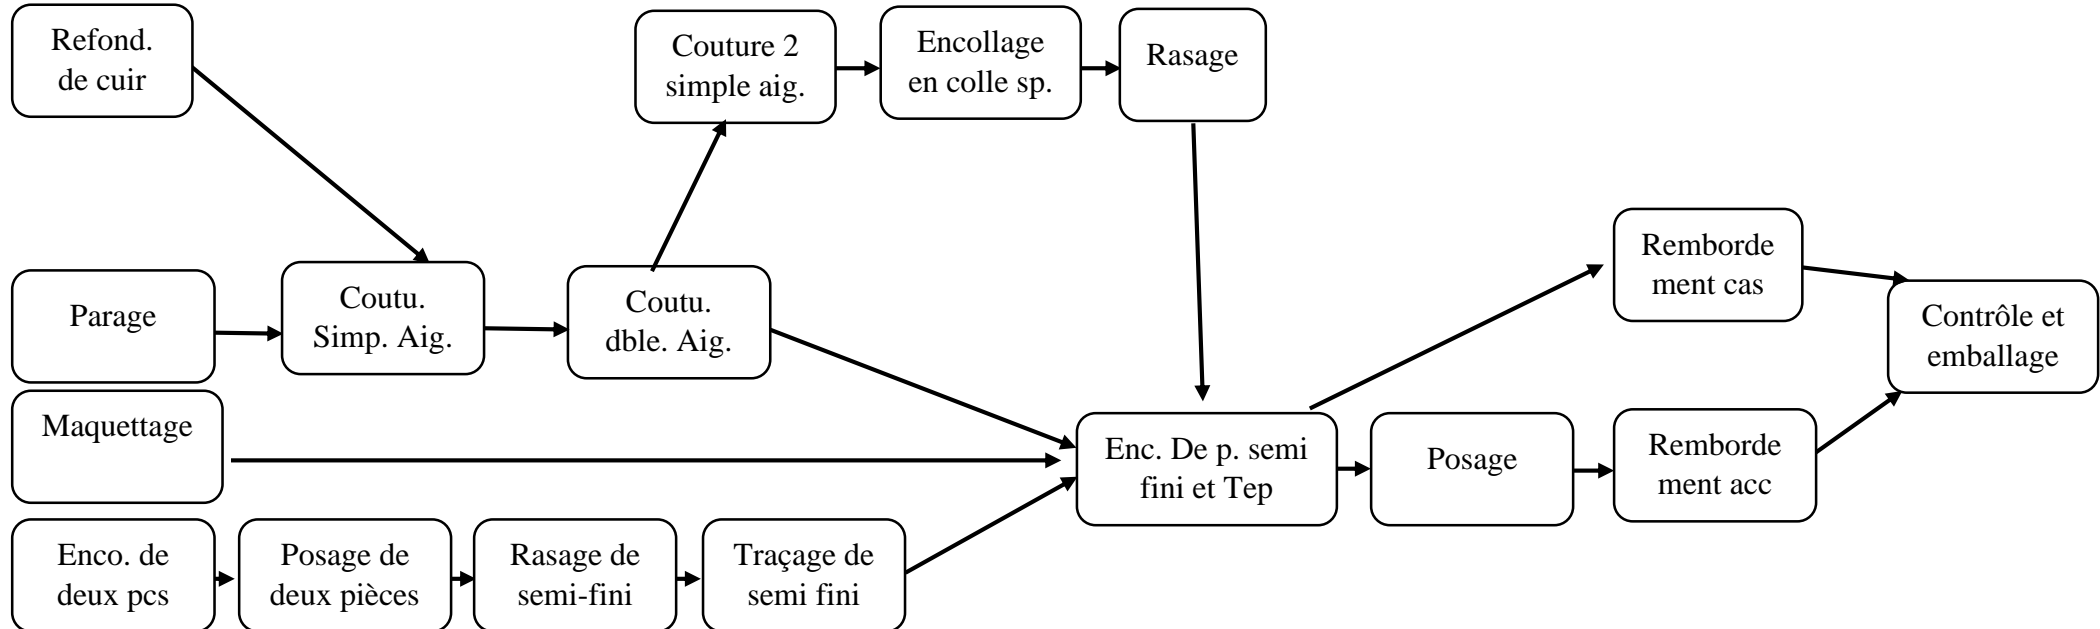 Refond.
de cuir
Couture 2
simple aig.
Encollage
en colle sp.
Rasage
Parage
Coutu.
Simp. Aig.
Coutu.
dble. Aig.
Remborde
ment cas
Contrôle et
emballage
Maquettage
Enc. De p. semi
fini et Tep
Posage
Remborde
ment acc
Enco. de
deux pcs
Posage de
deux pièces
Rasage de
semi-fini
Traçage de
semi fini